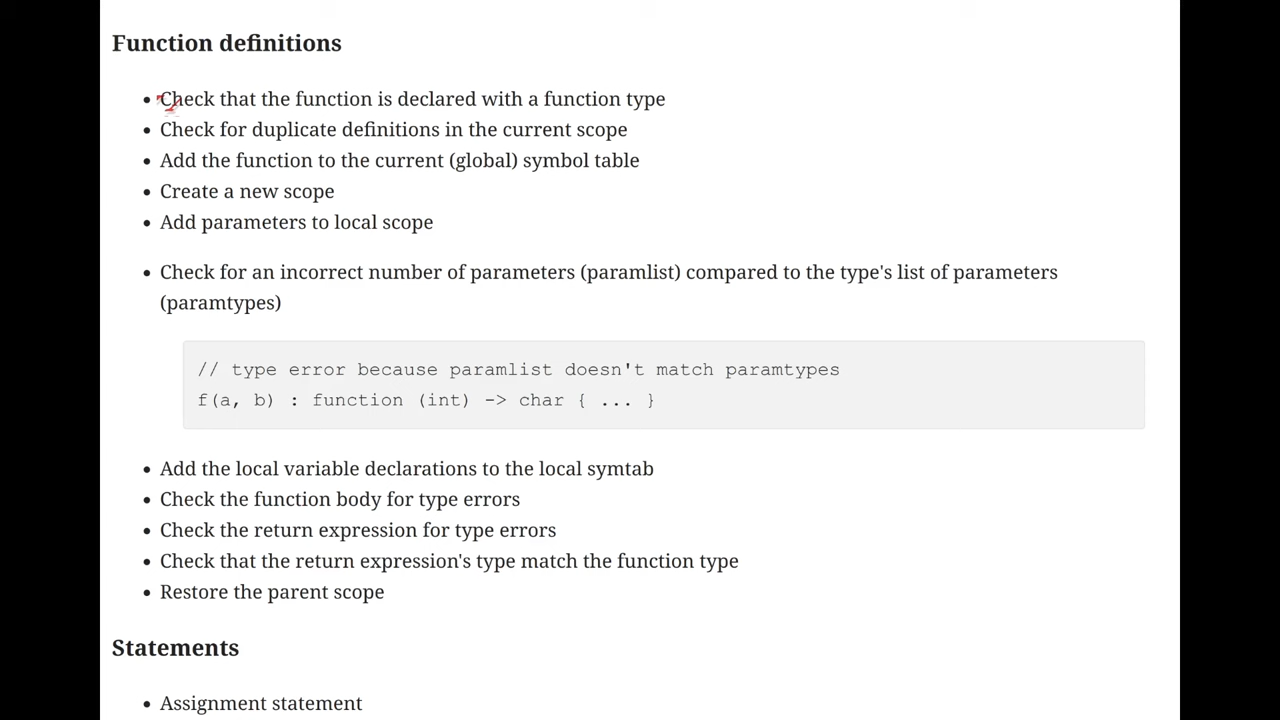 Function definitions
• Check that the function is declared with a function type
• Check for duplicate definitions in the current scope
• Add the function to the current (global) symbol table
• Create a new scope
• Add parameters to local scope
• Check for an incorrect number of parameters (paramlist) compared to the type's list of parameters
(paramtypes)
// type error because paramlist doesn't match paramtypes
f(a, b) : function (int) -> char { ... }
• Add the local variable declarations to the local symtab
• Check the function body for type errors
• Check the return expression for type errors
• Check that the return expression's type match the function type
• Restore the parent scope
Statements
• Assignment statement